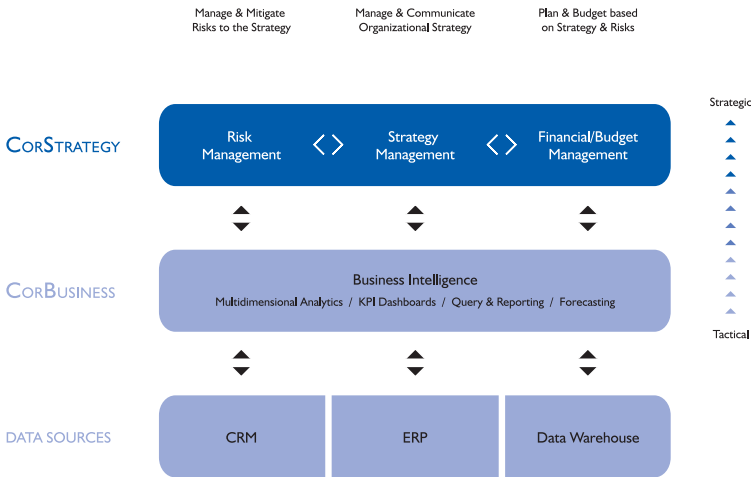 Manage & Mitigate
Risks to the Strategy
Manage & Communicate
Organizational Strategy
Plan & Budget based
on Strategy & Risks
Strategic
CORSTRATEGY
Risk
Management
Strategy
Management
Financial/Budget
Management
CORBUSINESS
Business Intelligence
Multidimensional Analytics / KPI Dashboards / Query & Reporting / Forecasting
Tactical
DATA SOURCES
CRM
ERP
Data Warehouse